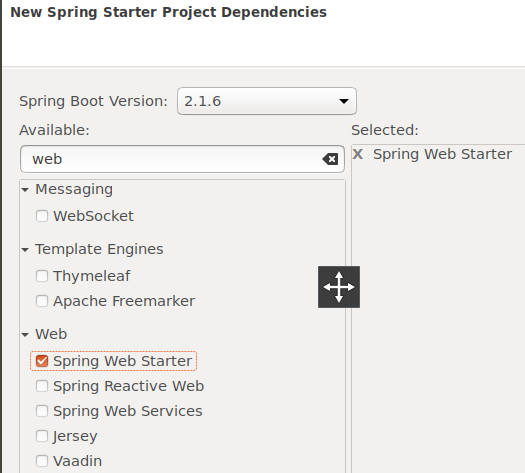 New Spring Starter Project Dependencies
Spring Boot Version: 2.1.6
Available:
Selected:
web
X Spring Web Starter
Messaging
WebSocket
Template Engines
Thymeleaf
Apache Freemarker
Web
Spring Web Starter
Spring Reactive Web
Spring Web Services
Jersey
Vaadin